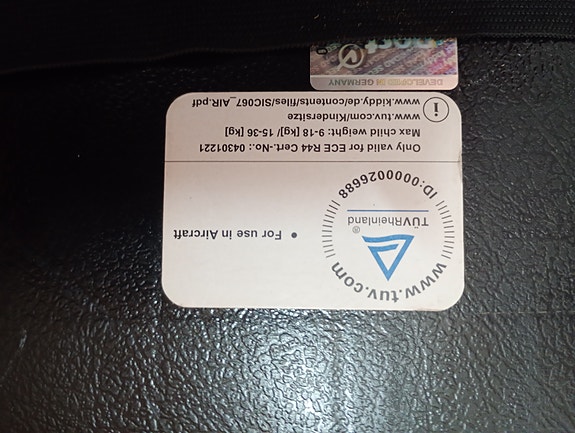 www.tuv.com
TÜVRheinland
®
ID:0000026688
• For use in Aircraft
Only valid for ECE R44 Cert.-No.: 04301221
Max child weight: 9-18 [kg]/ 15-36 [kg]
www.tuv.com/Kindersitze
www.kiddy.de/contents/files/SIC067_AIR.pdf
i
DEVELOPED IN GERMANY